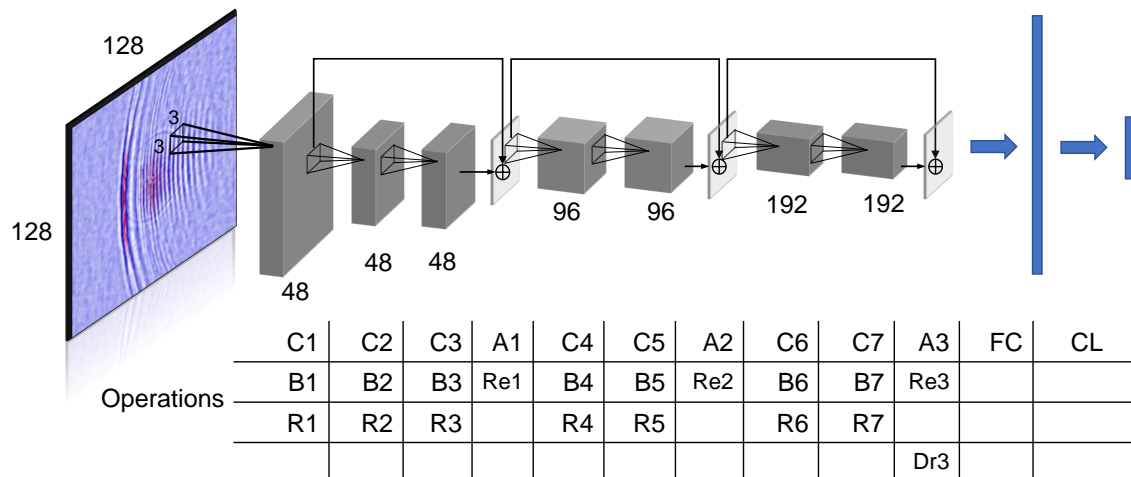 128
3
3
128
48
48
48
96
96
192
192
C1 C2 C3 A1 C4 C5 A2 C6 C7 A3 FC CL
Operations
B1 B2 B3 Re1 B4 B5 Re2 B6 B7 Re3
R1 R2 R3 R4 R5 R6 R7
Dr3